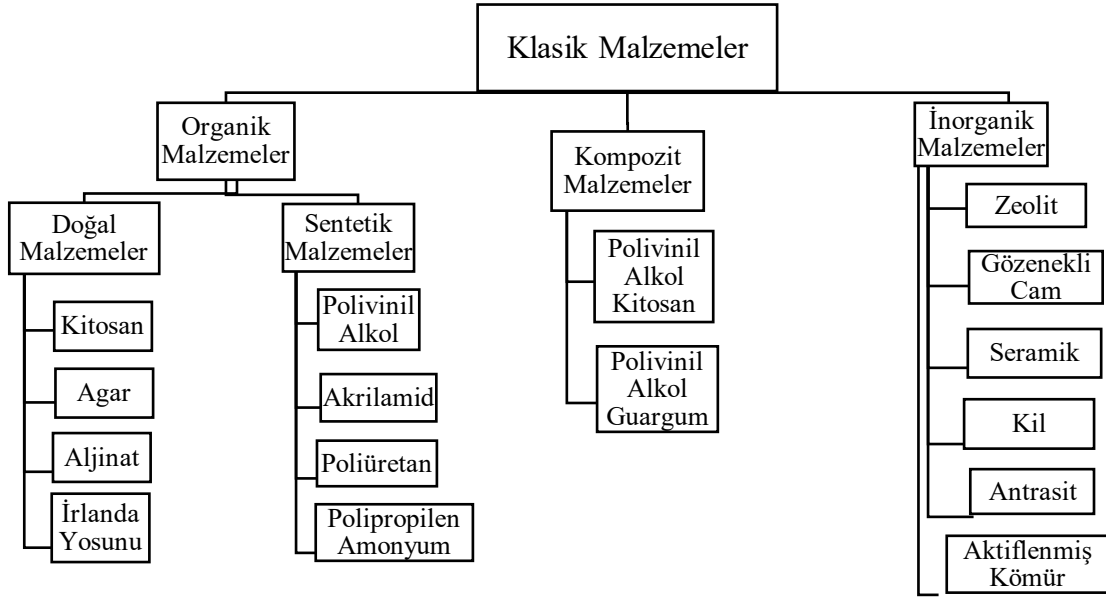 Klasik Malzemeler
Organik
Malzemeler
Doğal
Malzemeler
Kitosan
Agar
Aljinat
İrlanda
Yosunu
Sentetik
Malzemeler
Polivinil
Alkol
Akrilamid
Poliüretan
Polipropilen
Amonyum
Kompozit
Malzemeler
Polivinil
Alkol
Kitosan
Polivinil
Alkol
Guargum
İnorganik
Malzemeler
Zeolit
Gözenekli
Cam
Seramik
Kil
Antrasit
Aktiflenmiş
Kömür